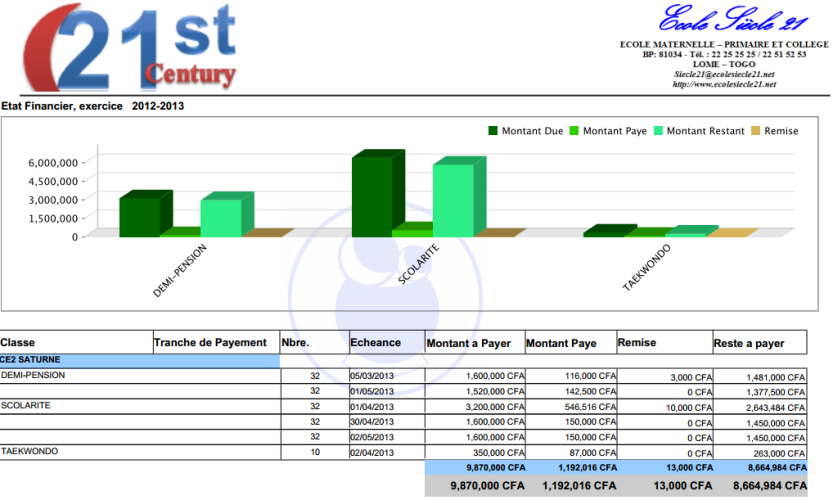 21st
Century
Ecole Siècle 21
ECOLE MATERNELLE – PRIMAIRE ET COLLEGE
BP: 81034 - Tél. : 22 25 25 25 / 22 51 52 53
LOME – TOGO
Siecle21@ecolesiecle21.net
http://www.ecolesiecle21.net
Etat Financier, exercice 2012-2013
Montant Due Montant Paye Montant Restant Remise
6,000,000
4,500,000
3,000,000
1,500,000
0
DEMI-PENSION SCOLARITE TAEKWONDO
Classe Tranche de Payement Nbre. Echeance Montant a Payer Montant Paye Remise Reste a payer
CE2 SATURNE
DEMI-PENSION 32 05/03/2013 1,600,000 CFA 116,000 CFA 3,000 CFA 1,481,000 CFA
32 01/05/2013 1,520,000 CFA 142,500 CFA 0 CFA 1,377,500 CFA
SCOLARITE 32 01/04/2013 3,200,000 CFA 546,516 CFA 10,000 CFA 2,643,484 CFA
32 30/04/2013 1,600,000 CFA 150,000 CFA 0 CFA 1,450,000 CFA
32 02/05/2013 1,600,000 CFA 150,000 CFA 0 CFA 1,450,000 CFA
TAEKWONDO 10 02/04/2013 350,000 CFA 87,000 CFA 0 CFA 263,000 CFA
9,870,000 CFA 1,192,016 CFA 13,000 CFA 8,664,984 CFA
9,870,000 CFA 1,192,016 CFA 13,000 CFA 8,664,984 CFA